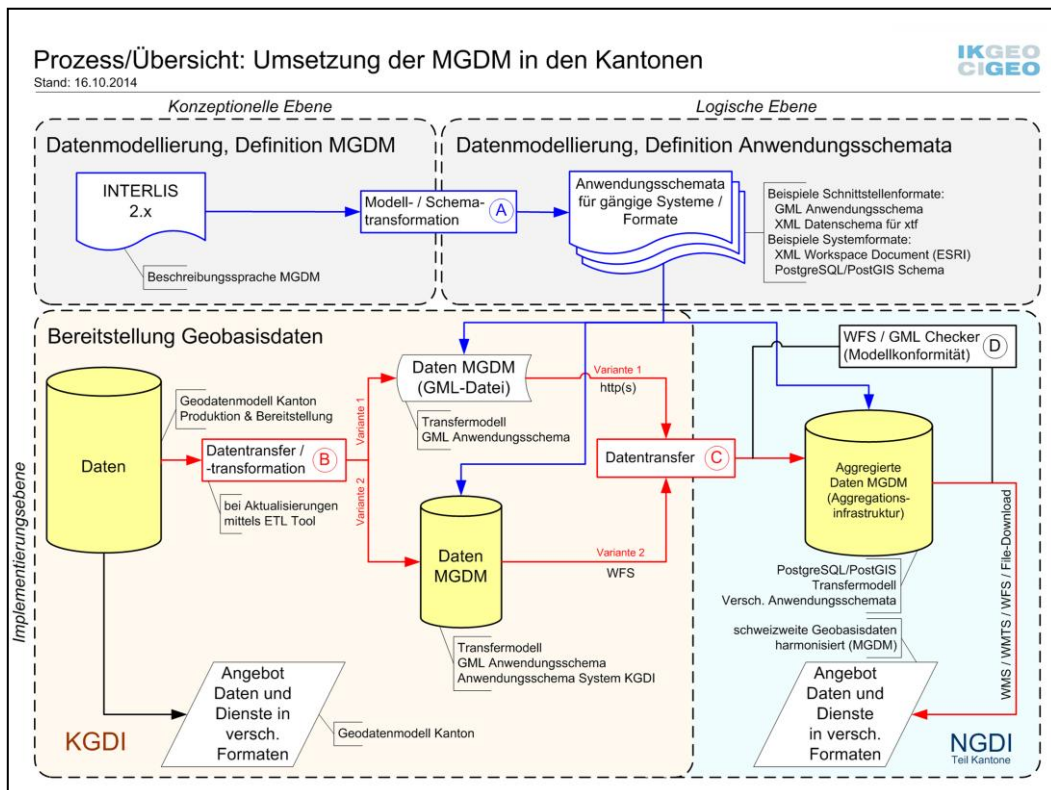 Prozess/Übersicht: Umsetzung der MGDM in den Kantonen
Stand: 16.10.2014
IKGEO
CIGEO
Konzeptionelle Ebene
Logische Ebene
Datenmodellierung, Definition MGDM
INTERLIS
2.x
Beschreibungssprache MGDM
Modell- / Schema-
transformation
A
Datenmodellierung, Definition Anwendungsschemata
Anwendungsschemata
für gängige Systeme /
Formate
Beispiele Schnittstellenformate:
GML Anwendungsschema
XML Datenschema für xtf
Beispiele Systemformate:
XML Workspace Document (ESRI)
PostgreSQL/PostGIS Schema
Implementierungsebene
Bereitstellung Geobasisdaten
Daten
Geodatenmodell Kanton
Produktion & Bereitstellung
Datentransfer /
-transformation
B
bei Aktualisierungen
mittels ETL Tool
Variante 1
Variante 2
Daten MGDM
(GML-Datei)
Transfermodell
GML Anwendungsschema
Variante 1
http(s)
Datentransfer
C
Daten
MGDM
Variante 2
WFS
Transfermodell
GML Anwendungsschema
Anwendungsschema System KGDI
Angebot
Daten und
Dienste in
versch.
Formaten
Geodatenmodell Kanton
KGDI
WFS / GML Checker
(Modellkonformität)
D
Aggregierte
Daten MGDM
(Aggregations-
infrastruktur)
PostgreSQL/PostGIS
Transfermodell
Versch. Anwendungsschemata
schweizweite Geobasisdaten
harmonisiert (MGDM)
WMS / WMTS / WFS / File-Download
Angebot
Daten und
Dienste
in versch.
Formaten
NGDI
Teil Kantone